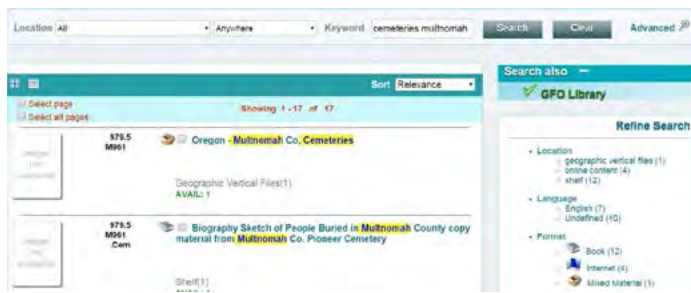 Location All Anywhere Keyword cemeteries multnomah Search Clear Advanced
Sort Relevance
Select page
Select all pages
Showing 1 - 17 of 17
979.5
M961
Oregon - Multnomah Co, Cemeteries
Geographic Vertical Files(1)
AVAIL: 1
979.5
M961
.Cem
Biography Sketch of People Buried in Multnomah County copy
material from Multnomah Co. Pioneer Cemetery
Shelf(1)
Search also
GFO Library
Refine Search
Location
geographic vertical files (1)
online content (4)
shelf (12)
Language
English (7)
Undefined (10)
Format
Book (12)
Internet (4)
Mixed Material (1)